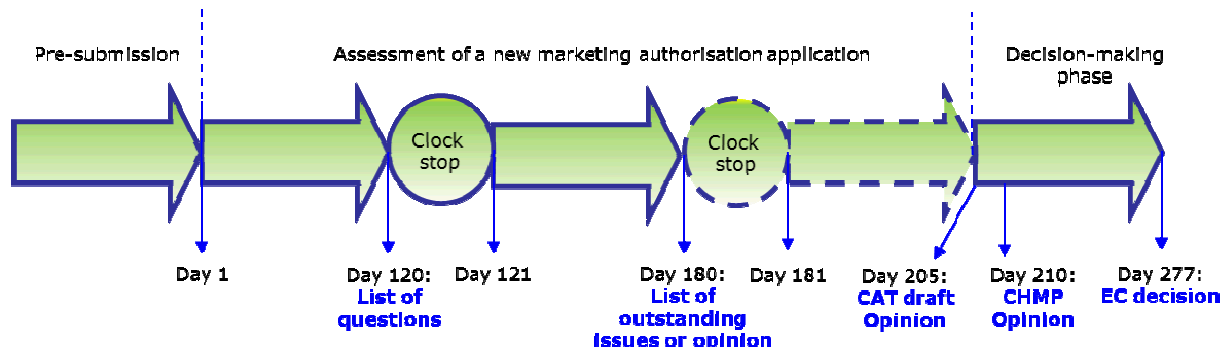 Pre-submission
Assessment of a new marketing authorisation application
Decision-making
phase
Clock
stop
Clock
stop
Day 1
Day 120:
List of
questions
Day 121
Day 180:
List of
outstanding
issues or opinion
Day 181
Day 205:
CAT draft
Opinion
Day 210:
CHMP
Opinion
Day 277:
EC decision